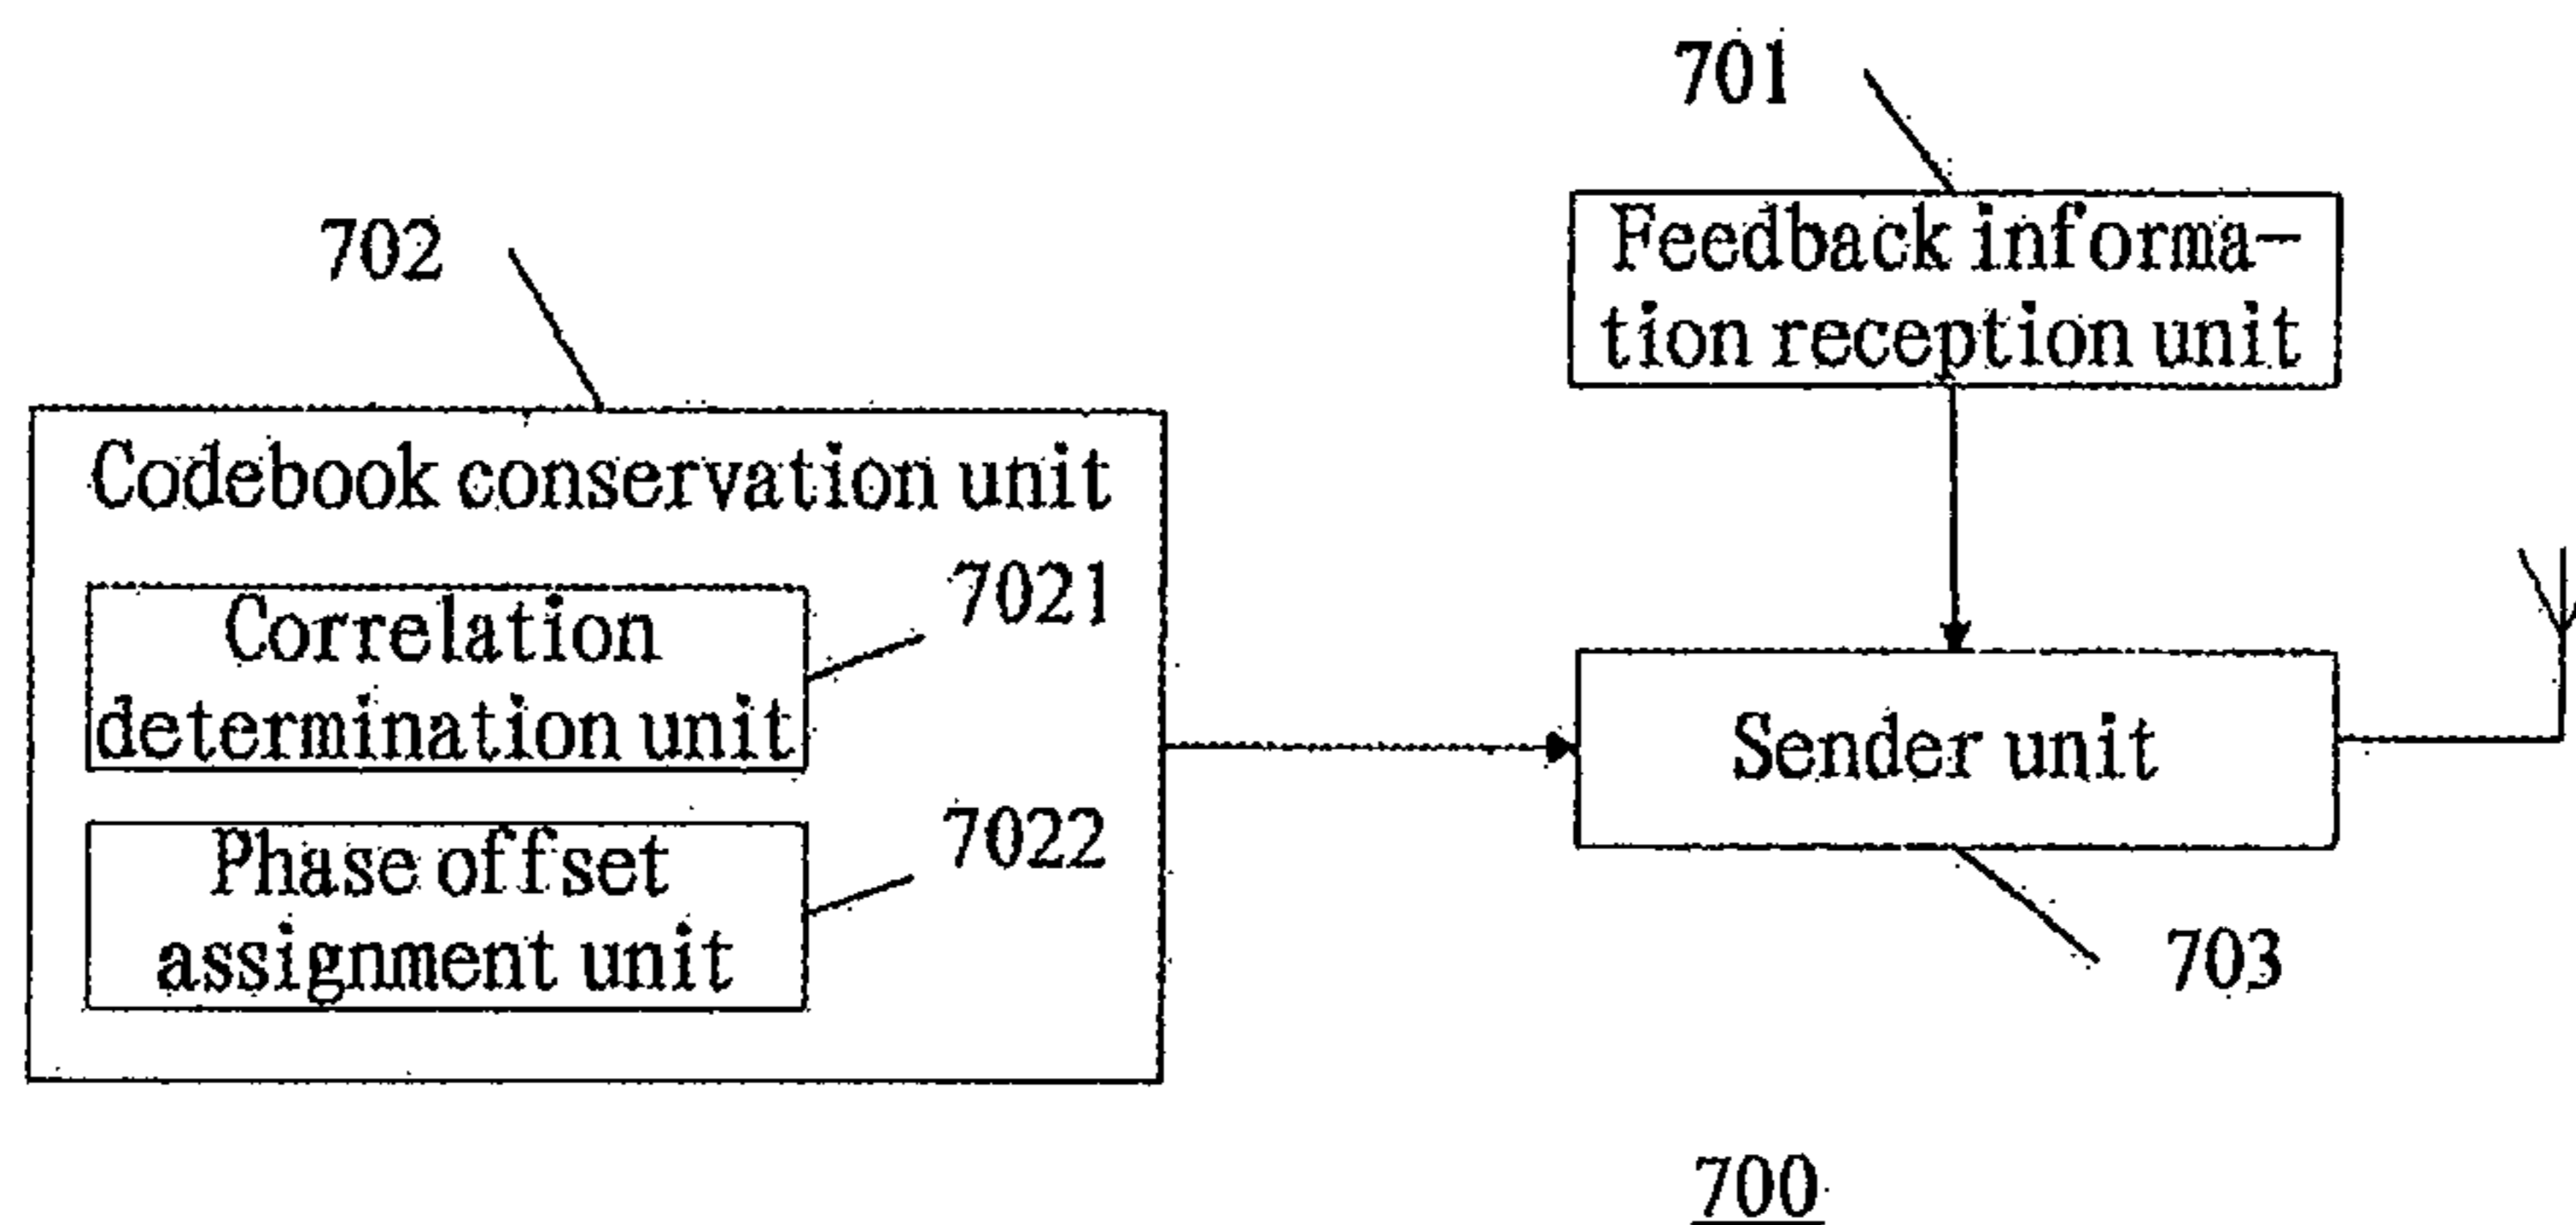 701
Feedback informa-
tion reception unit
702
Codebook conservation unit
7021
Correlation
determination unit
7022
Phase offset
assignment unit
Sender unit
703
700